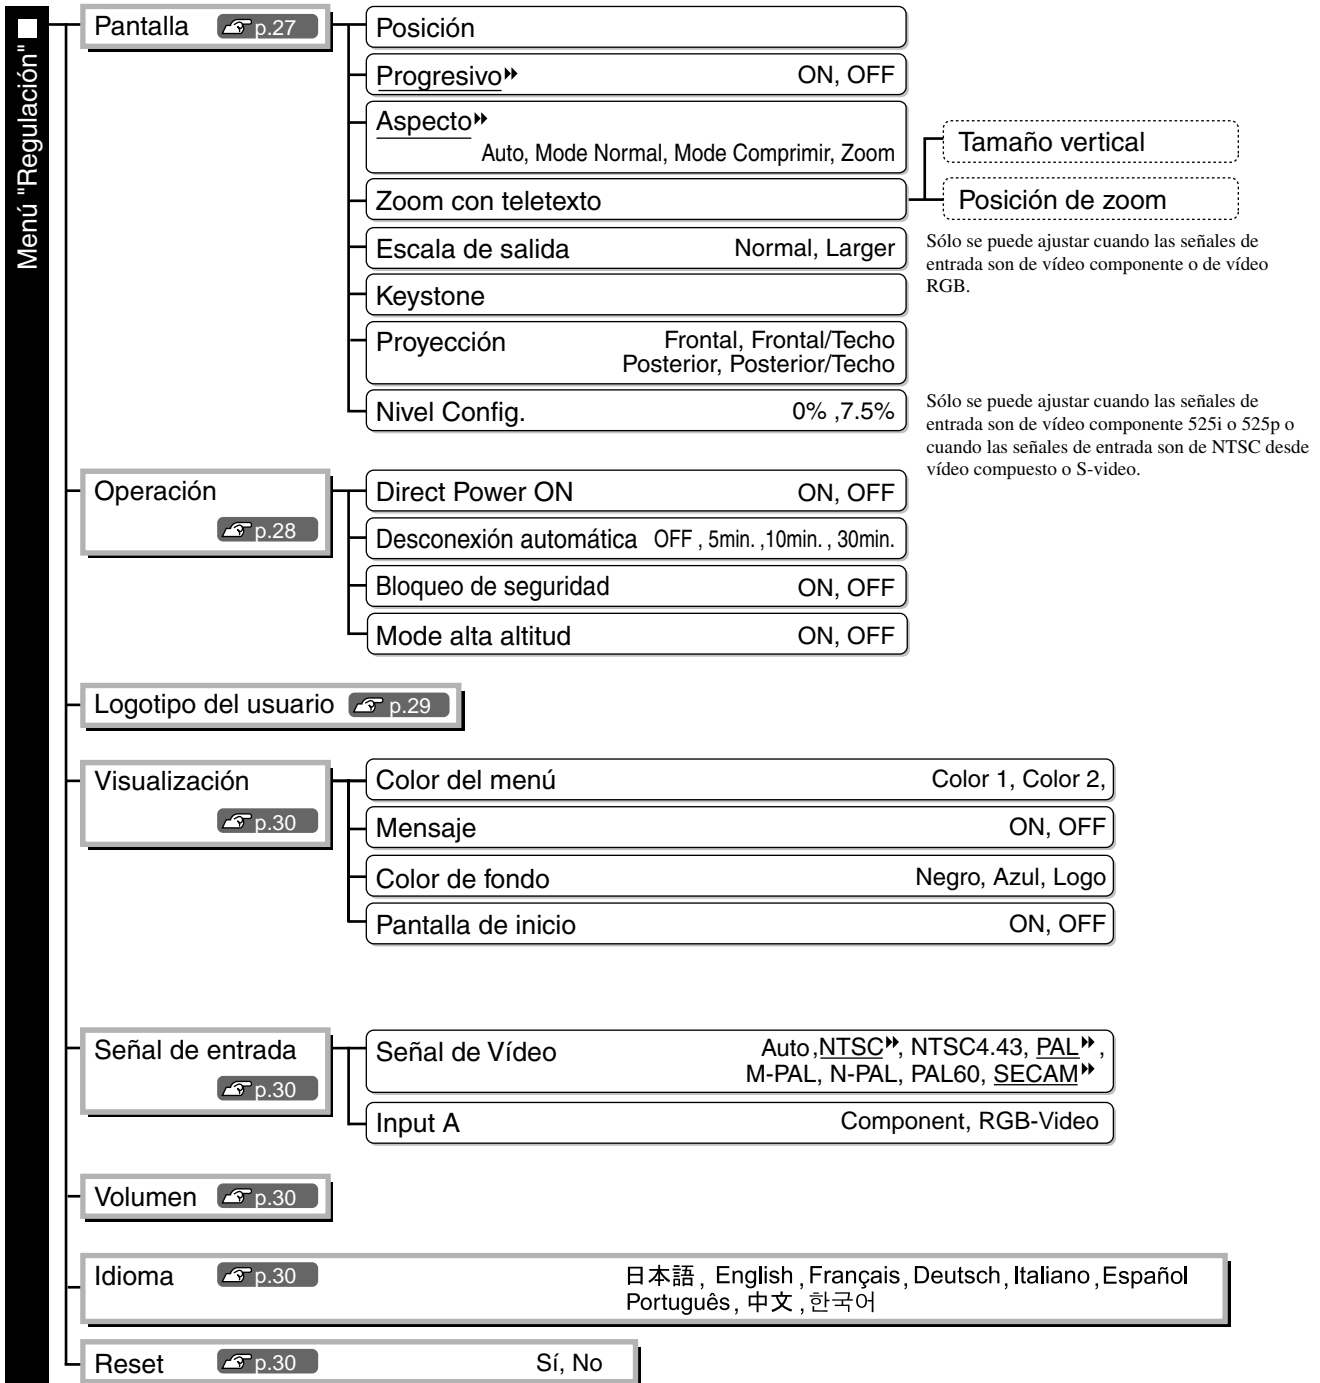 Menú "Regulación"
Pantalla p.27
Posición
Progresivo ON, OFF
Aspecto
Auto, Mode Normal, Mode Comprimir, Zoom
Zoom con teletexto
Tamaño vertical
Posición de zoom
Escala de salida Normal, Larger
Sólo se puede ajustar cuando las señales de
entrada son de vídeo componente o de vídeo
RGB.
Keystone
Proyección Frontal, Frontal/Techo
Posterior, Posterior/Techo
Nivel Config. 0% ,7.5%
Sólo se puede ajustar cuando las señales de
entrada son de vídeo componente 525i o 525p o
cuando las señales de entrada son de NTSC desde
vídeo compuesto o S-video.
Operación
p.28
Direct Power ON ON, OFF
Desconexión automática OFF , 5min. ,10min. , 30min.
Bloqueo de seguridad ON, OFF
Mode alta altitud ON, OFF
Logotipo del usuario p.29
Visualización
p.30
Color del menú Color 1, Color 2,
Mensaje ON, OFF
Color de fondo Negro, Azul, Logo
Pantalla de inicio ON, OFF
Señal de entrada
p.30
Señal de Vídeo Auto ,NTSC, NTSC4.43, PAL ,
M-PAL, N-PAL, PAL60, SECAM
Input A Component, RGB-Video
Volumen p.30
Idioma p.30
日本語 , English , Français , Deutsch , Italiano , Español
Português , 中文 , 한국어
Reset p.30 Sí, No